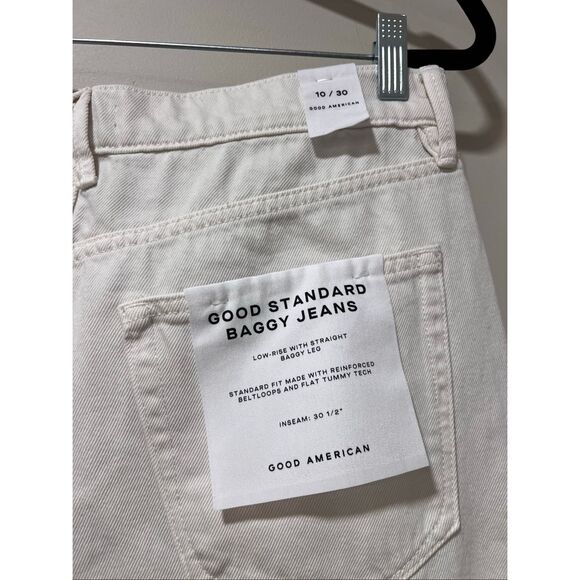 10 / 30
GOOD AMERICAN
GOOD STANDARD
BAGGY JEANS
LOW-RISE WITH STRAIGHT
BAGGY LEG
STANDARD FIT MADE WITH REINFORCED
BELTLOOPS AND FLAT TUMMY TECH
INSEAM: 30 1/2"
GOOD AMERICAN